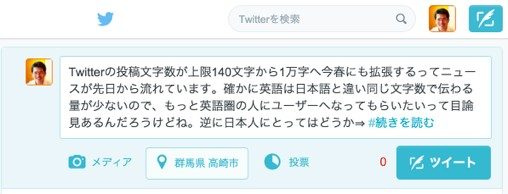 Twitterを検索
Twitterの投稿文字数が上限140文字から1万字へ今春にも拡張するってニュー
スが先日から流れています。確かに英語は日本語と違い同じ文字数で伝わる
量が少ないので、もっと英語圏の人にユーザーへなってもらいたいって目論
見あるんだろうけどね。逆に日本人にとってはどうか⇒ #続きを読む
メディア 群馬県 高崎市 投票 0 ツイート